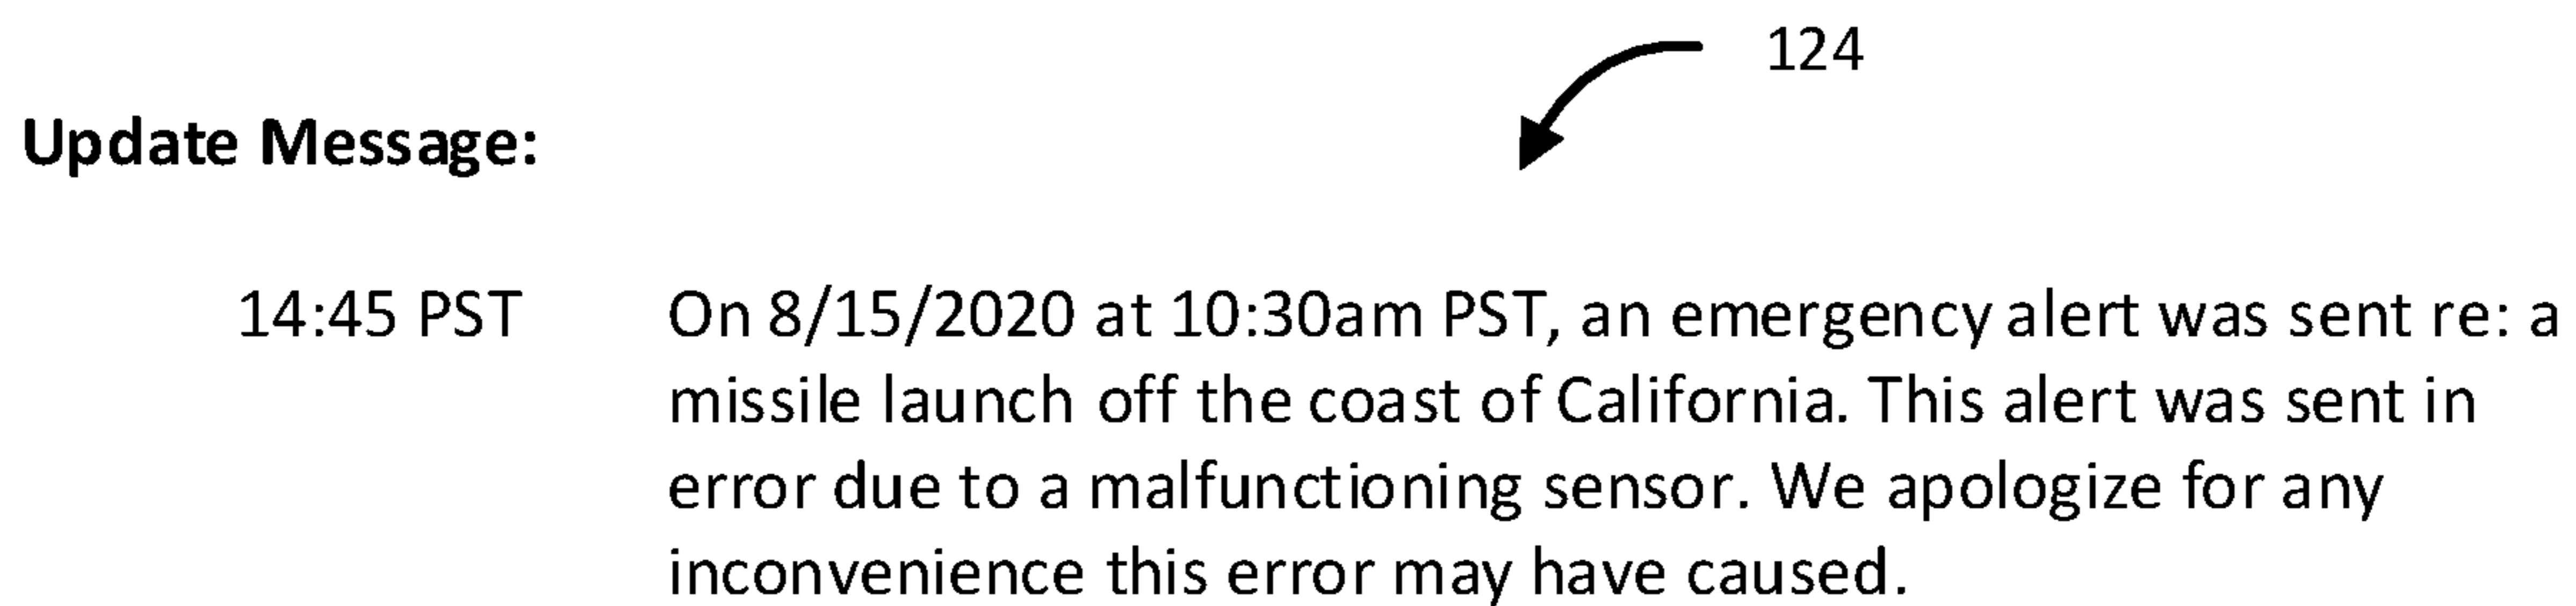 124
Update Message:
14:45 PST On 8/15/2020 at 10:30am PST, an emergency alert was sent re: a
missile launch off the coast of California. This alert was sent in
error due to a malfunctioning sensor. We apologize for any
inconvenience this error may have caused.